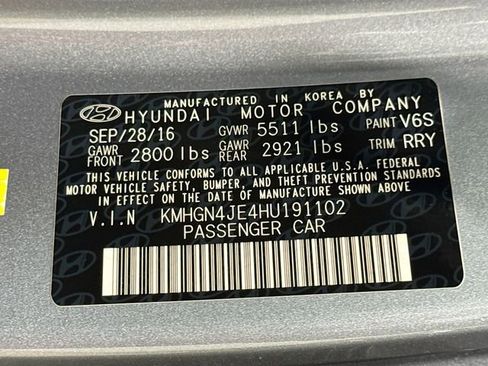 MANUFACTURED IN KOREA BY
HYUNDAI MOTOR COMPANY
SEP/28/16 GVWR 5511 lbs PAINT V6S
GAWR FRONT 2800 lbs GAWR REAR 2921 lbs TRIM RRY
THIS VEHICLE CONFORMS TO ALL APPLICABLE U.S.A. FEDERAL
MOTOR VEHICLE SAFETY, BUMPER, AND THEFT PREVENTION STANDARDS
IN EFFECT ON THE DATE OF MANUFACTURE SHOWN ABOVE.
V.I.N KMHGN4JE4HU191102
PASSENGER CAR